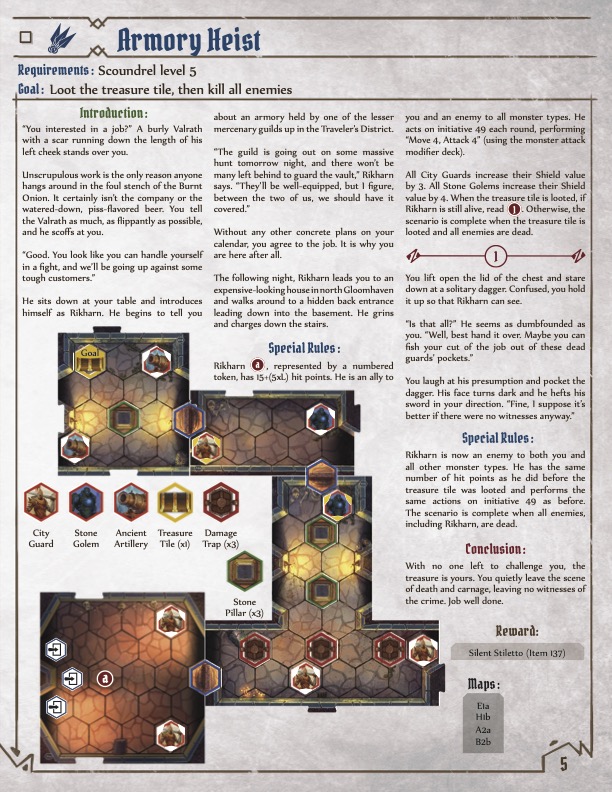 Armory Heist
Requirements: Scoundrel level 5
Goal: Loot the treasure tile, then kill all enemies
Introduction:
"You interested in a job?" A burly Valrath
with a scar running down the length of his
left cheek stands over you.
Unscrupulous work is the only reason anyone
hangs around in the foul stench of the Burnt
Onion. It certainly isn't the company or the
watered-down, piss-flavored beer. You tell
the Valrath as much, as flippantly as possible,
and he scoffs at you.
"Good. You look like you can handle yourself
in a fight, and we'll be going up against some
tough customers."
He sits down at your table and introduces
himself as Rikharn. He begins to tell you
about an armory held by one of the lesser
mercenary guilds up in the Traveler's District.
"The guild is going out on some massive
hunt tomorrow night, and there won't be
many left behind to guard the vault," Rikharn
says. "They'll be well-equipped, but I figure,
between the two of us, we should have it
covered."
Without any other concrete plans on your
calendar, you agree to the job. It is why you
are here after all.
The following night, Rikharn leads you to an
expensive-looking house in north Gloomhaven
and walks around to a hidden back entrance
leading down into the basement. He grins
and charges down the stairs.
Special Rules:
Rikharn a, represented by a numbered
token, has 15+(5xL) hit points. He is an ally to
you and an enemy to all monster types. He
acts on initiative 49 each round, performing
"Move 4, Attack 4" (using the monster attack
modifier deck).
All City Guards increase their Shield value
by 3. All Stone Golems increase their Shield
value by 4. When the treasure tile is looted, if
Rikharn is still alive, read 1. Otherwise, the
scenario is complete when the treasure tile is
looted and all enemies are dead.
1
You lift open the lid of the chest and stare
down at a solitary dagger. Confused, you hold
it up so that Rikharn can see.
"Is that all?" He seems as dumbfounded as
you. "Well, best hand it over. Maybe you can
fish your cut of the job out of these dead
guards' pockets."
You laugh at his presumption and pocket the
dagger. His face turns dark and he hefts his
sword in your direction. "Fine, I suppose it's
better if there were no witnesses anyway."
Special Rules:
Rikharn is now an enemy to both you and
all other monster types. He has the same
number of hit points as he did before the
treasure tile was looted and performs the
same actions on initiative 49 as before.
The scenario is complete when all enemies,
including Rikharn, are dead.
Conclusion:
With no one left to challenge you, the
treasure is yours. You quietly leave the scene
of death and carnage, leaving no witnesses of
the crime. Job well done.
Reward:
Silent Stiletto (Item 137)
Maps:
E1a
H1b
A2a
B2b
Goal
City
Guard
Stone
Golem
Ancient
Artillery
Treasure
Tile (x1)
Damage
Trap (x3)
Stone
Pillar (x3)
a
5